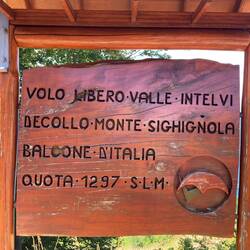 VOLO LIBERO·VALLE·INTELVI
DECOLLO·MONTE·SIGHIGNOLA
BALCONE·D'ITALIA
QUOTA·1297·S·L·M·